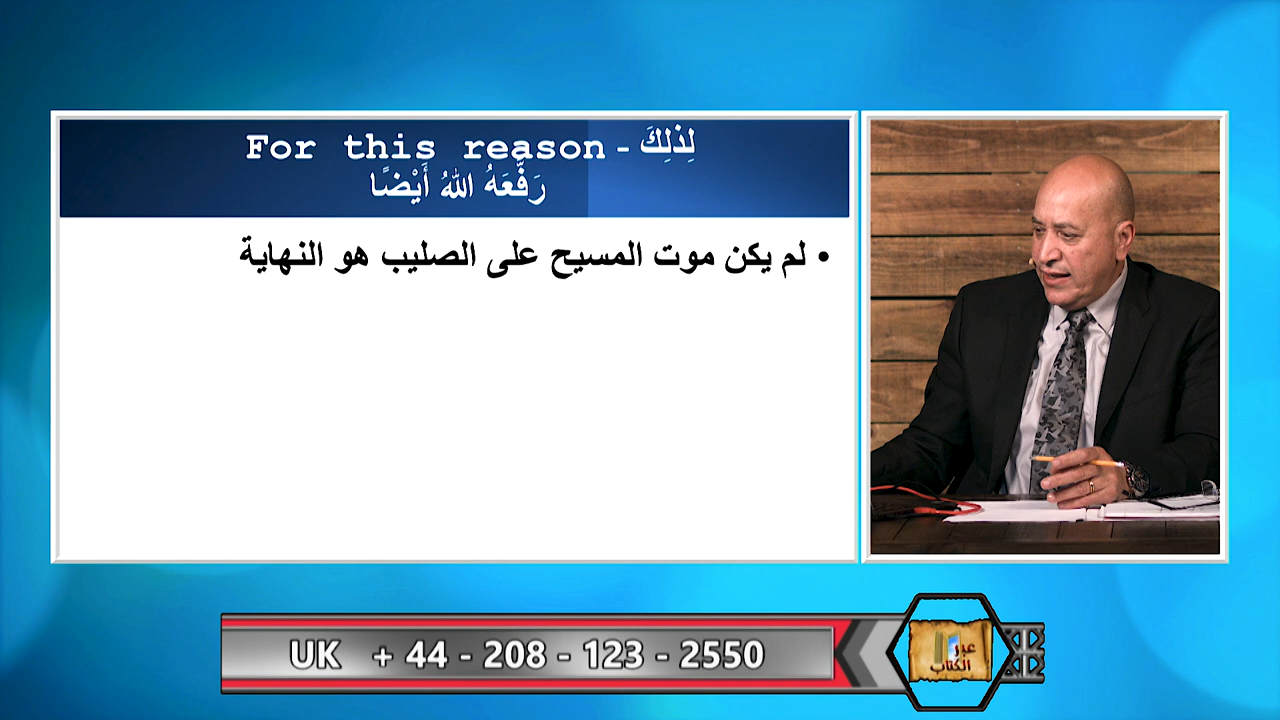 For this reason - لِذلِكَ
رَفَّعَهُ اللهُ أَيْضًا
• لم يكن موت المسيح على الصليب هو النهاية
UK + 44 - 208 - 123 - 2550
عبر
الكتاب